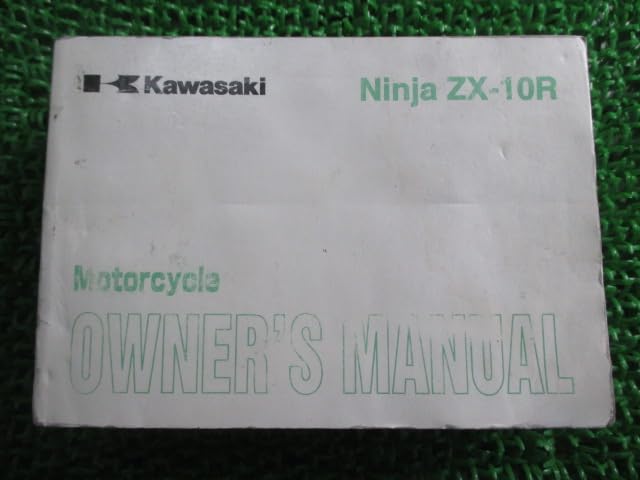 Kawasaki
Ninja ZX-10R
Motorcycle
OWNER'S MANUAL